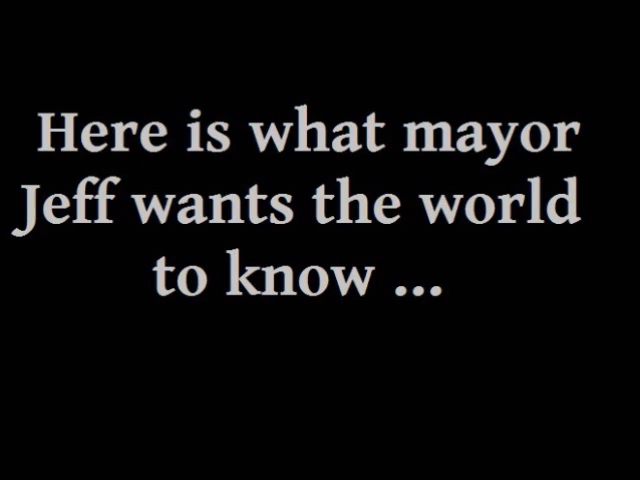 Here is what mayor
Jeff wants the world
to know ...